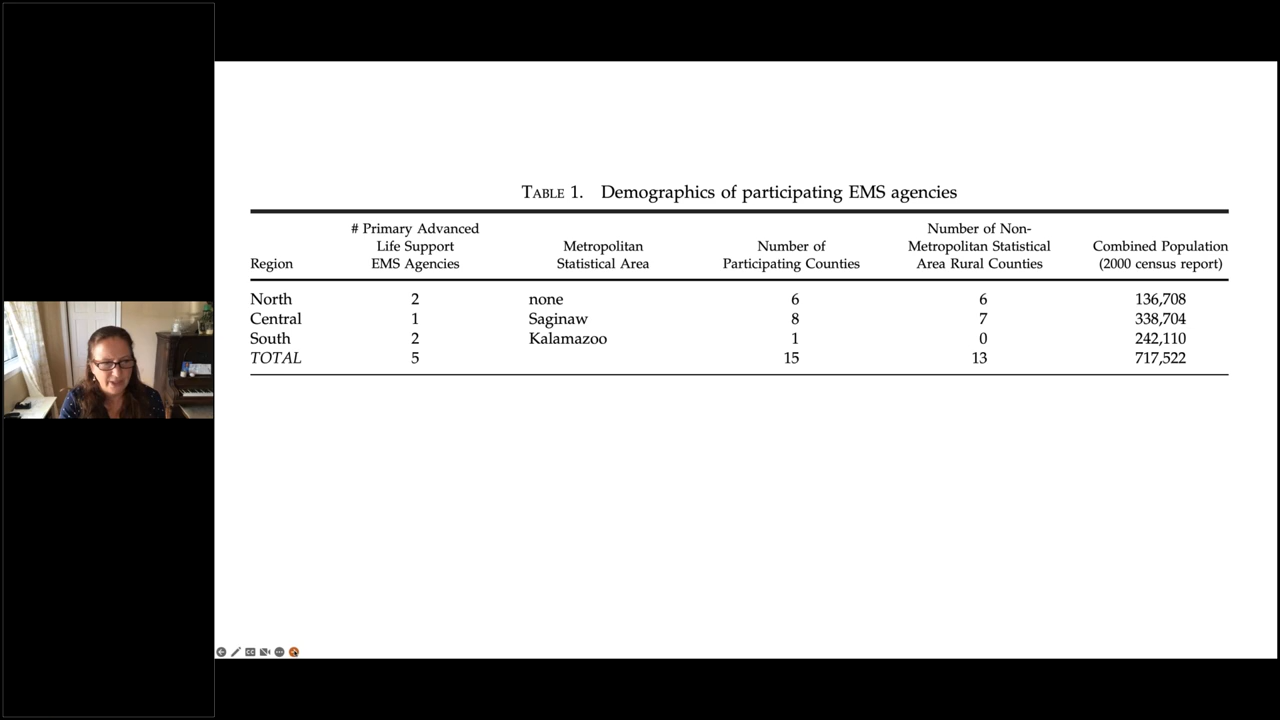 TABLE 1. Demographics of participating EMS agencies
# Primary Advanced Number of Non-
Life Support Metropolitan Number of Metropolitan Statistical Combined Population
Region EMS Agencies Statistical Area Participating Counties Area Rural Counties (2000 census report)
North 2 none 6 6 136,708
Central 1 Saginaw 8 7 338,704
South 2 Kalamazoo 1 0 242,110
TOTAL 5 15 13 717,522